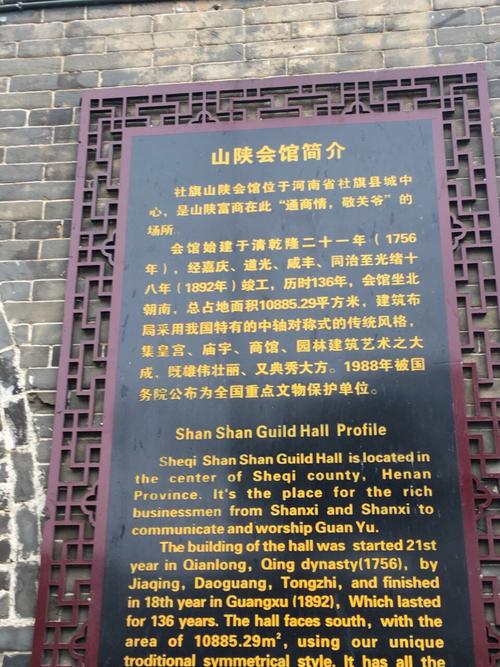 山陕会馆简介
社旗山陕会馆位于河南省社旗县城中
心，是山陕富商在此“通商情，敬关爷”的
场所
会馆始建于清乾隆二十一年（1756
年），经嘉庆、道光、咸丰、同治至光绪十
八年（1892年）竣工，历时136年，会馆坐北
朝南，总占地面积10885.29平方米，建筑布
局采用我国特有的中轴对称式的传统风格，
集皇宫、庙宇、商馆、园林建筑艺术之大
成，既雄伟壮丽、又典秀大方。1988年被国
务院公布为全国重点文物保护单位。
Shan Shan Guild Hall Profile
Sheqi Shan Shan Guild Hall is located in
the center of Sheqi county, Henan
Province. It's the place for the rich
businessmen from Shanxi and Shanxi to
communicate and worship Guan Yu.
The building of the hall was started 21st
year in Qianlong, Qing dynasty(1756), by
Jiaqing, Daoguang, Tongzhi, and finished
in 18th year in Guangxu (1892), Which lasted
for 136 years. The hall faces south, with the
area of 10885.29m², using our unique
troditional symmetrical style. It has all the